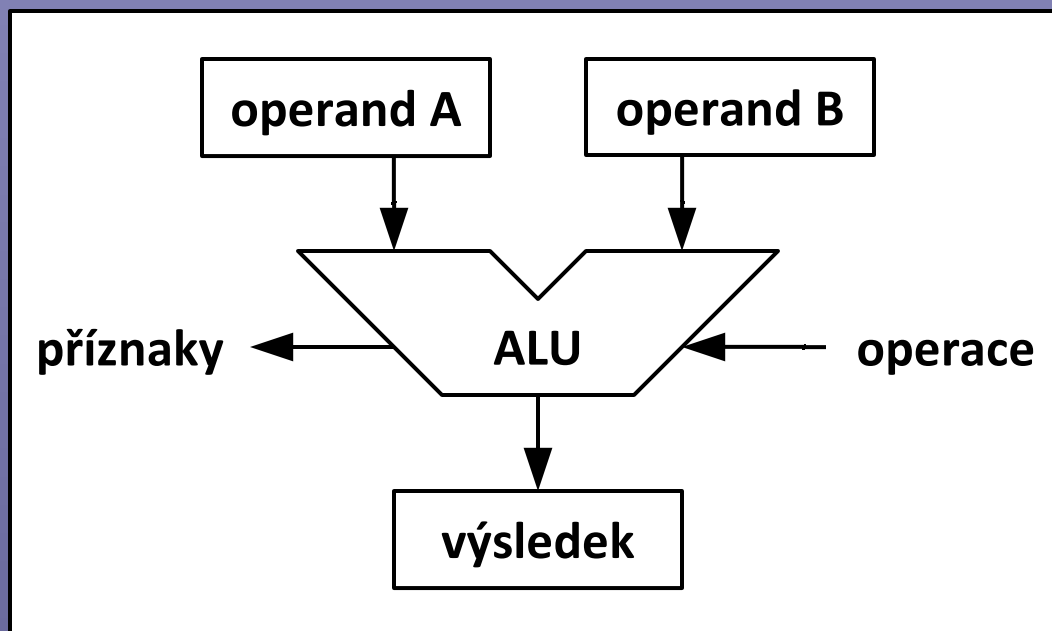 operand A
operand B
příznaky
ALU
operace
výsledek